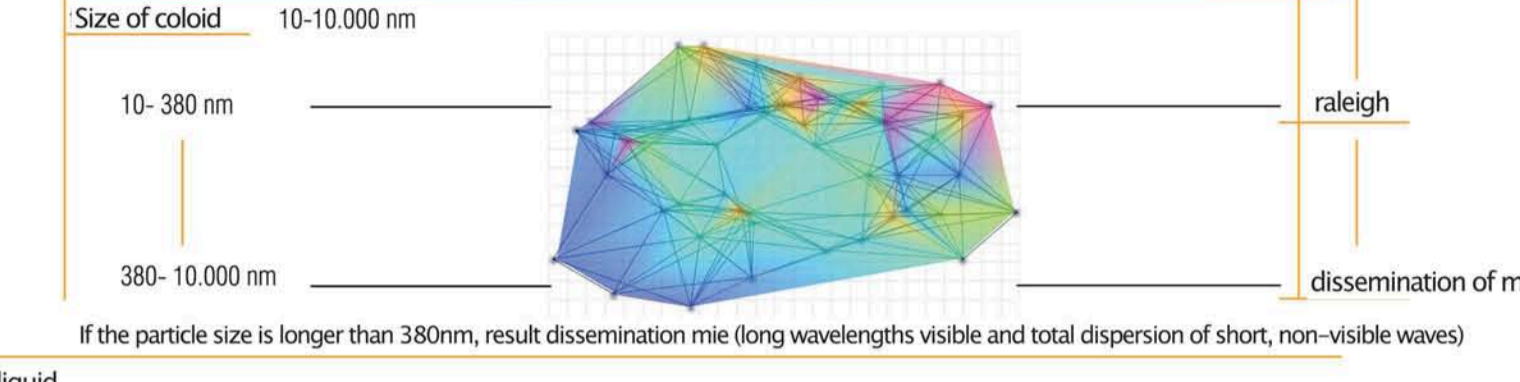 Size of coloid 10-10.000 nm
10- 380 nm raleigh
380- 10.000 nm dissemination of m
If the particle size is longer than 380nm, result dissemination mie (long wavelengths visible and total dispersion of short, non-visible waves)
liquid